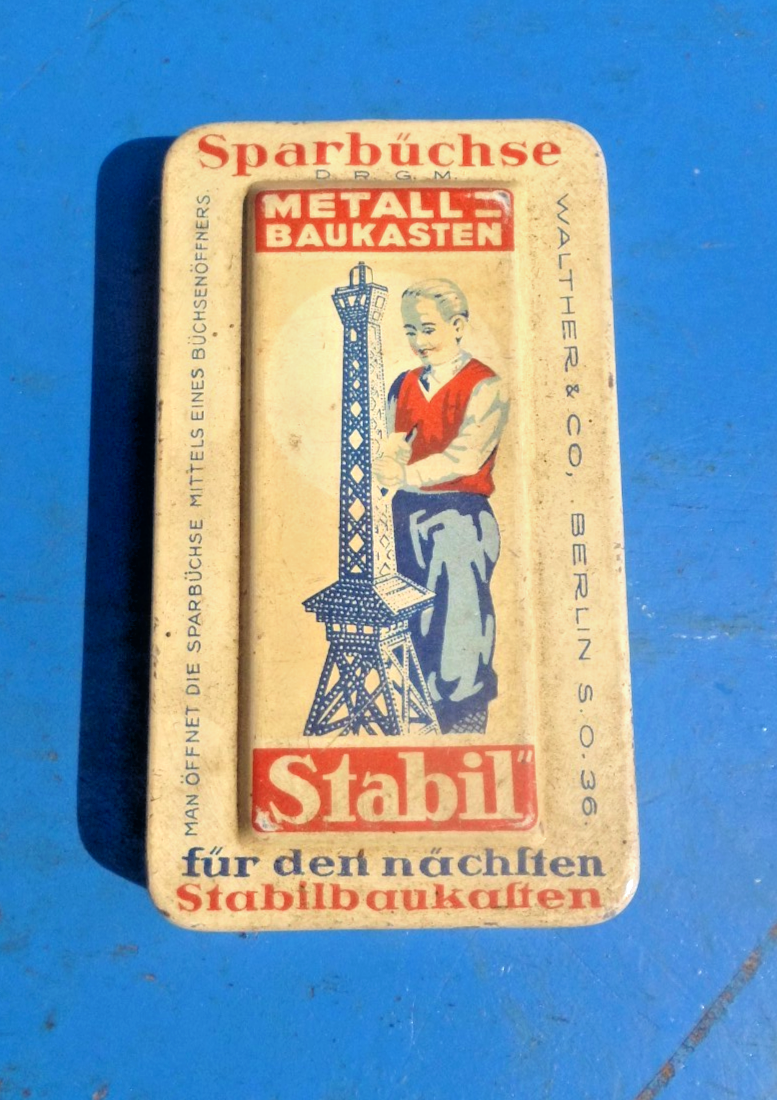 Sparbüchse
D. R. G. M.
METALL=
BAUKASTEN
MAN ÖFFNET DIE SPARBÜCHSE MITTELS EINES BÜCHSENÖFFNERS.
WALTHER & CO, BERLIN S.O.36.
„Stabil”
für den nächſten
Stabilbaukaſten